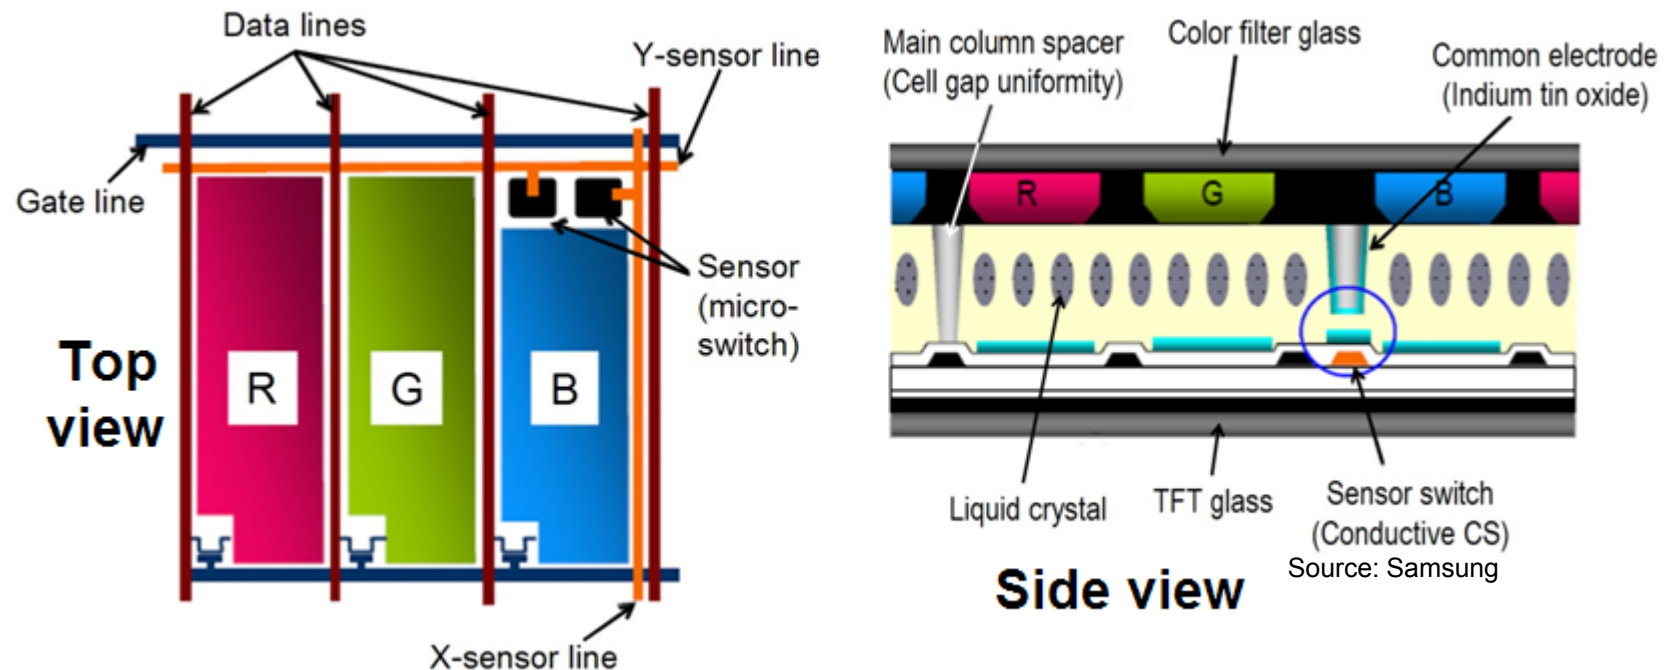 Data lines
Y-sensor line
Gate line
Sensor
(micro-
switch)
Top
view
R
G
B
X-sensor line
Main column spacer
(Cell gap uniformity)
Color filter glass
Common electrode
(Indium tin oxide)
R
G
B
Liquid crystal
TFT glass
Sensor switch
(Conductive CS)
Source: Samsung
Side view